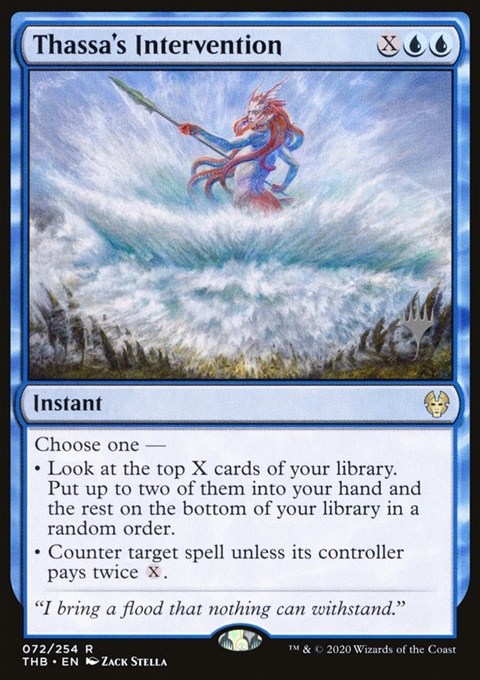 Thassa's Intervention X
Instant
Choose one —
• Look at the top X cards of your library.
Put up to two of them into your hand and
the rest on the bottom of your library in a
random order.
• Counter target spell unless its controller
pays twice X.
“I bring a flood that nothing can withstand.”
072/254 R
THB • EN Zack Stella
™ & © 2020 Wizards of the Coast